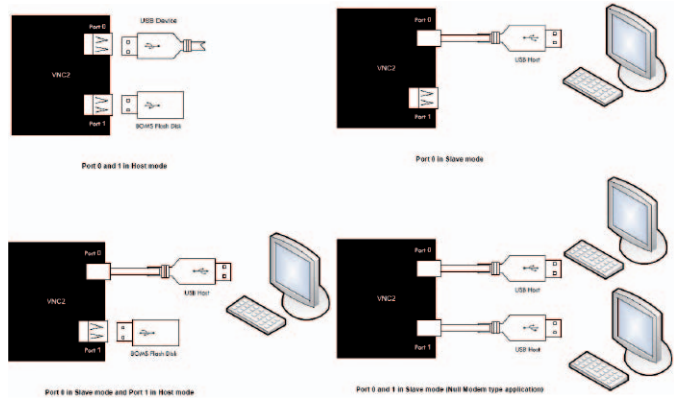 Port 0
USB Device
VNC2
Port 1
BOMS Flash Disk
Port 0 and 1 in Host mode
Port 0
USB Host
VNC2
Port 1
Port 0 in Slave mode
Port 0
USB Host
VNC2
Port 1
BOMS Flash Disk
Port 0 in Slave mode and Port 1 in Host mode
Port 0
USB Host
VNC2
Port 1
USB Host
Port 0 and 1 in Slave mode (Null Modem type application)